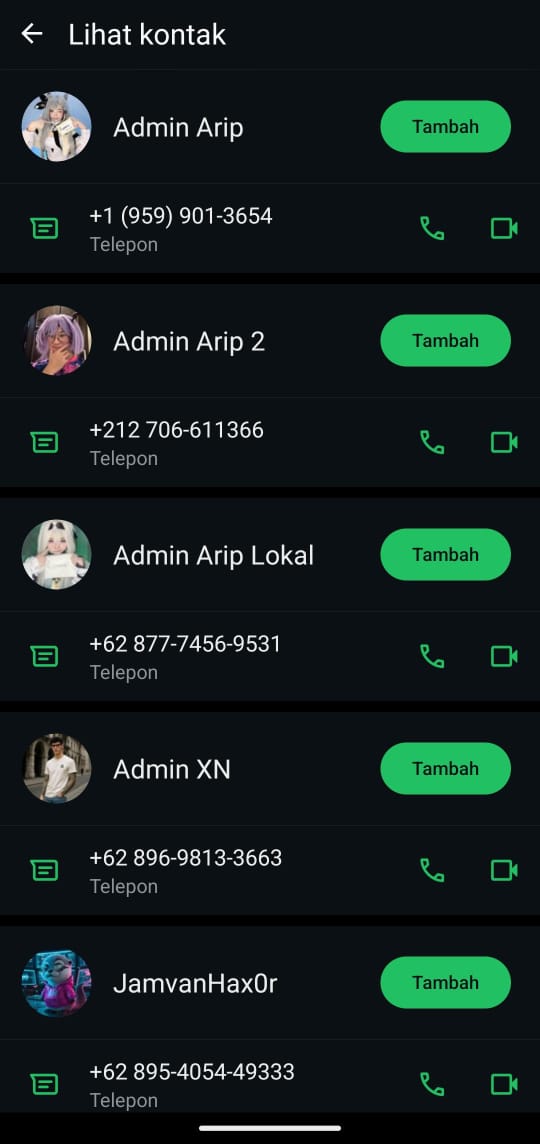 Lihat kontak
Admin Arip
Tambah
+1 (959) 901-3654
Telepon
Admin Arip 2
Tambah
+212 706-611366
Telepon
Admin Arip Lokal
Tambah
+62 877-7456-9531
Telepon
Admin XN
Tambah
+62 896-9813-3663
Telepon
JamvanHax0r
Tambah
+62 895-4054-49333
Telepon